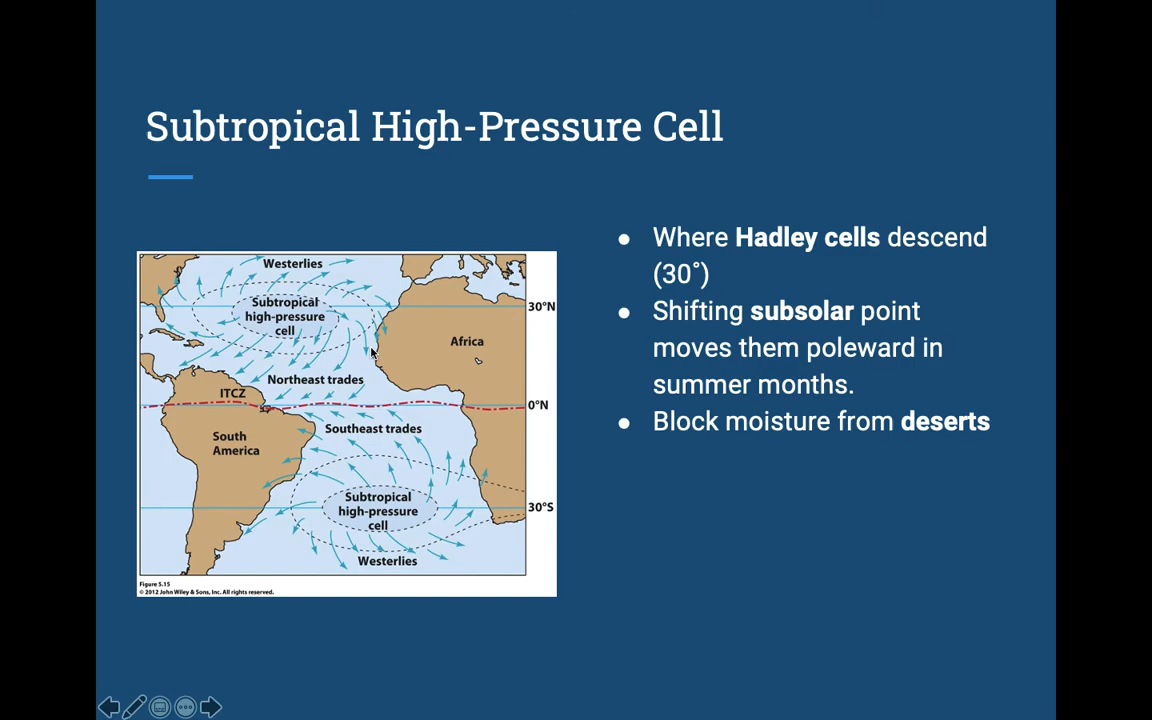 Subtropical High-Pressure Cell
Westerlies
Subtropical
high-pressure
cell
30°N
Africa
Northeast trades
ITCZ
0°N
Southeast trades
South
America
Subtropical
high-pressure
cell
30°S
Westerlies
Figure 5.15
© 2012 John Wiley & Sons, Inc. All rights reserved.
● Where Hadley cells descend
(30˚)
● Shifting subsolar point
moves them poleward in
summer months.
● Block moisture from deserts